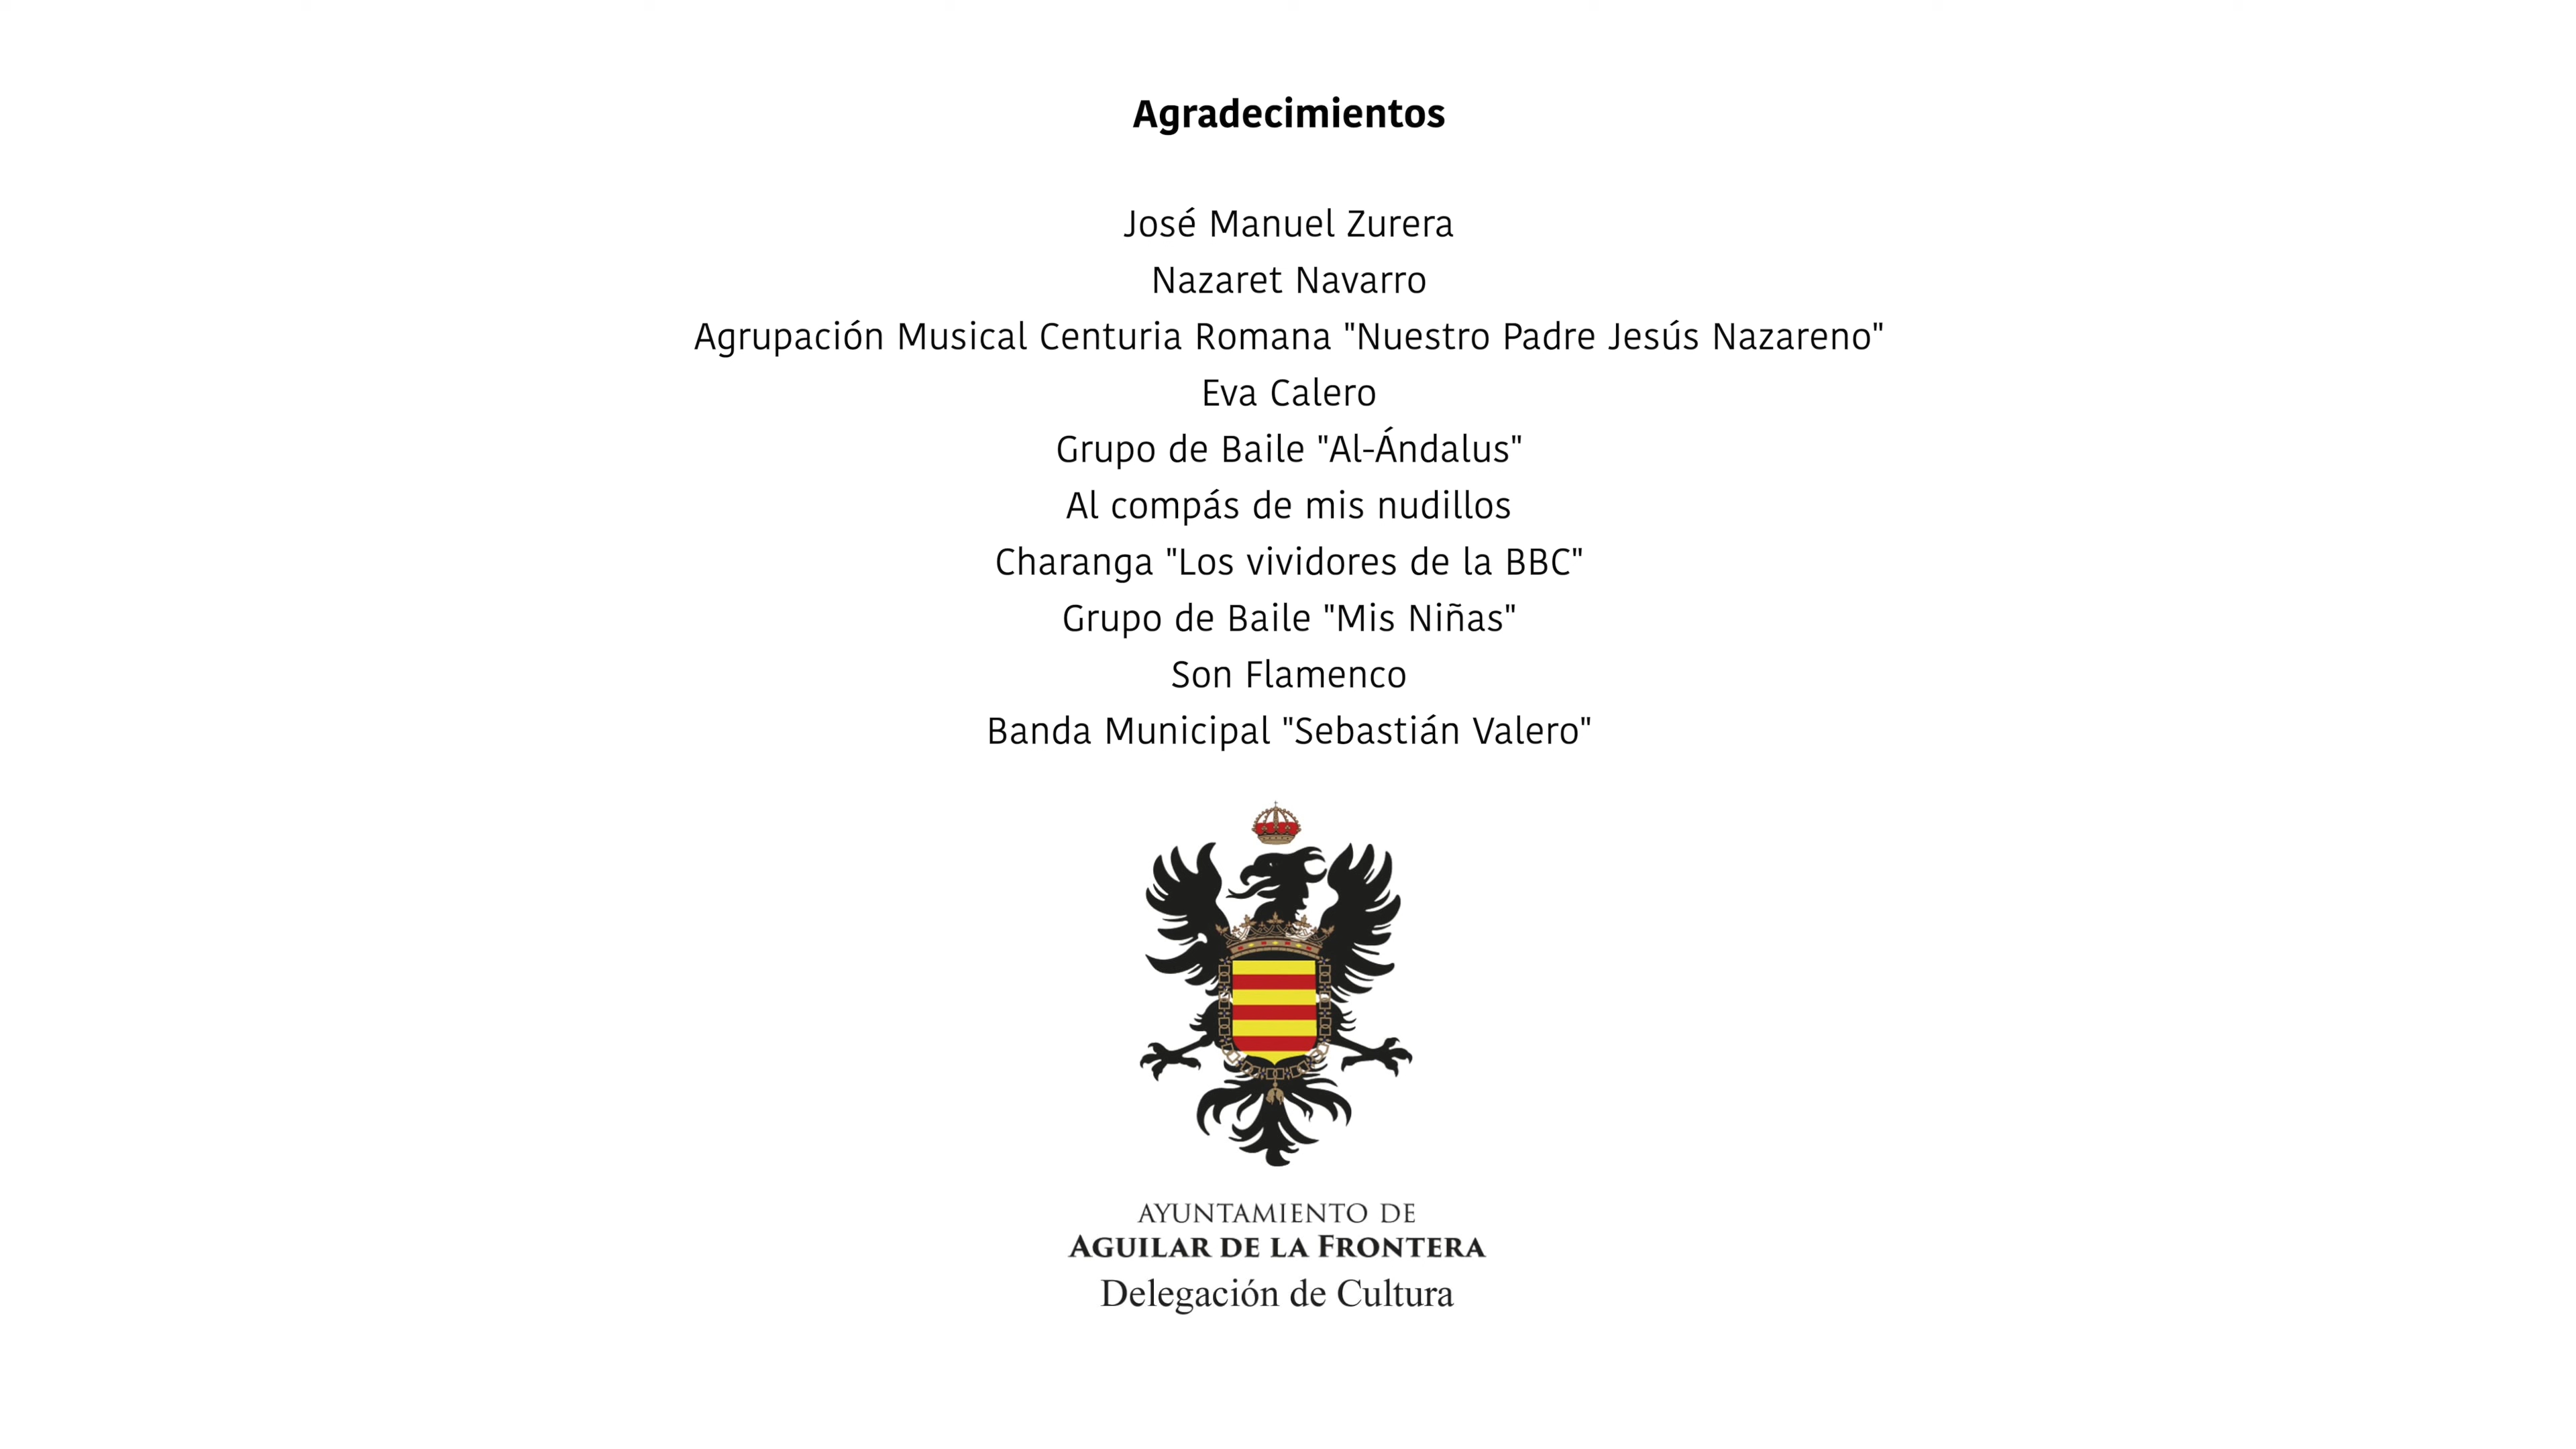 Agradecimientos
José Manuel Zurera
Nazaret Navarro
Agrupación Musical Centuria Romana "Nuestro Padre Jesús Nazareno"
Eva Calero
Grupo de Baile "Al-Ándalus"
Al compás de mis nudillos
Charanga "Los vividores de la BBC"
Grupo de Baile "Mis Niñas"
Son Flamenco
Banda Municipal "Sebastián Valero"
AYUNTAMIENTO DE
AGUILAR DE LA FRONTERA
Delegación de Cultura